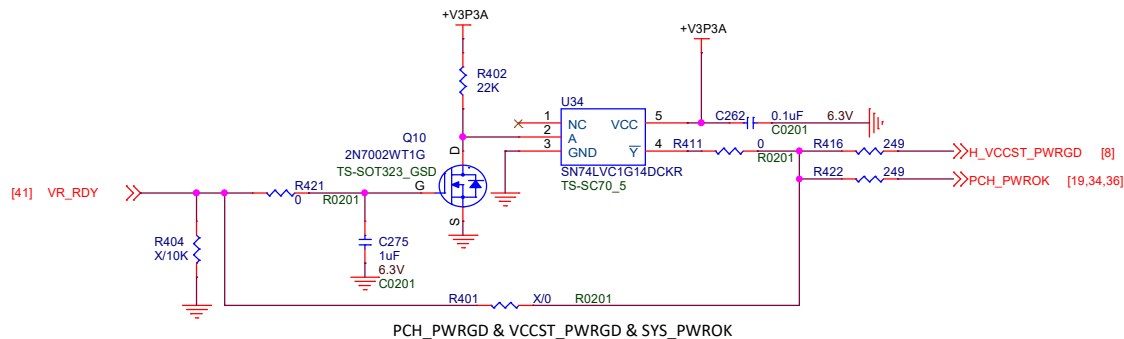 +V3P3A
+V3P3A
R402
22K
U34
1
NC
VCC
5
C262
0.1uF
6.3V
C0201
2
A
3
GND
Y
4
R411
0
R0201
R416
249
H_VCCST_PWRGD
[8]
SN74LVC1G14DCKR
TS-SC70_5
R422
249
PCH_PWROK
[19,34,36]
Q10
2N7002WT1G
TS-SOT323_GSD
D
G
S
[41]
VR_RDY
R421
0
R0201
R404
X/10K
C275
1uF
6.3V
C0201
R401
X/0
R0201
PCH_PWRGD & VCCST_PWRGD & SYS_PWROK